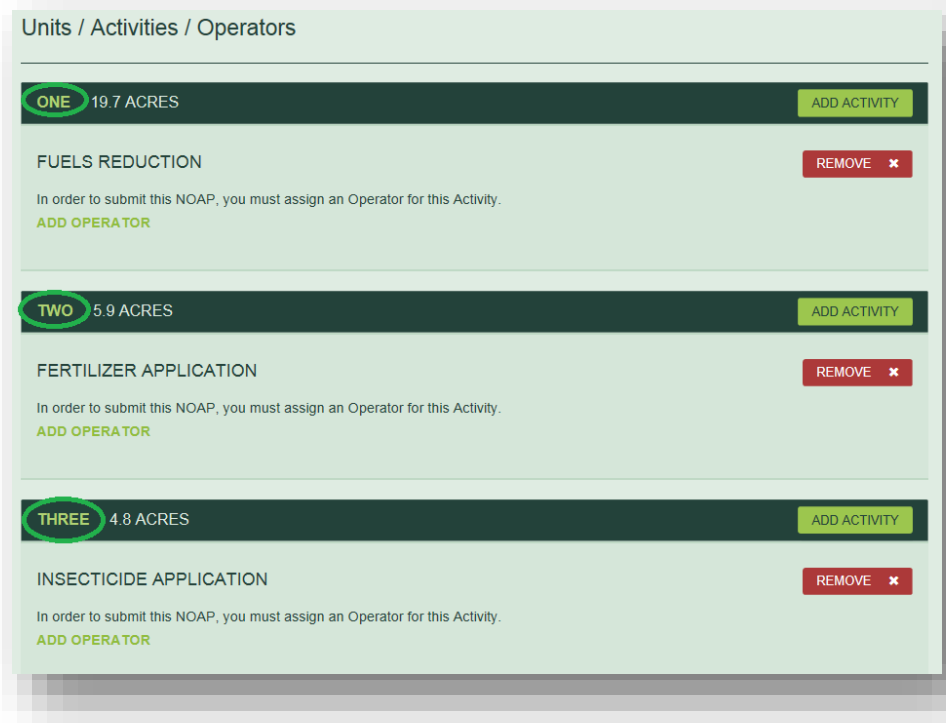 Units / Activities / Operators
ONE 19.7 ACRES ADD ACTIVITY
FUELS REDUCTION REMOVE ✖
In order to submit this NOAP, you must assign an Operator for this Activity.
ADD OPERATOR
TWO 5.9 ACRES ADD ACTIVITY
FERTILIZER APPLICATION REMOVE ✖
In order to submit this NOAP, you must assign an Operator for this Activity.
ADD OPERATOR
THREE 4.8 ACRES ADD ACTIVITY
INSECTICIDE APPLICATION REMOVE ✖
In order to submit this NOAP, you must assign an Operator for this Activity.
ADD OPERATOR